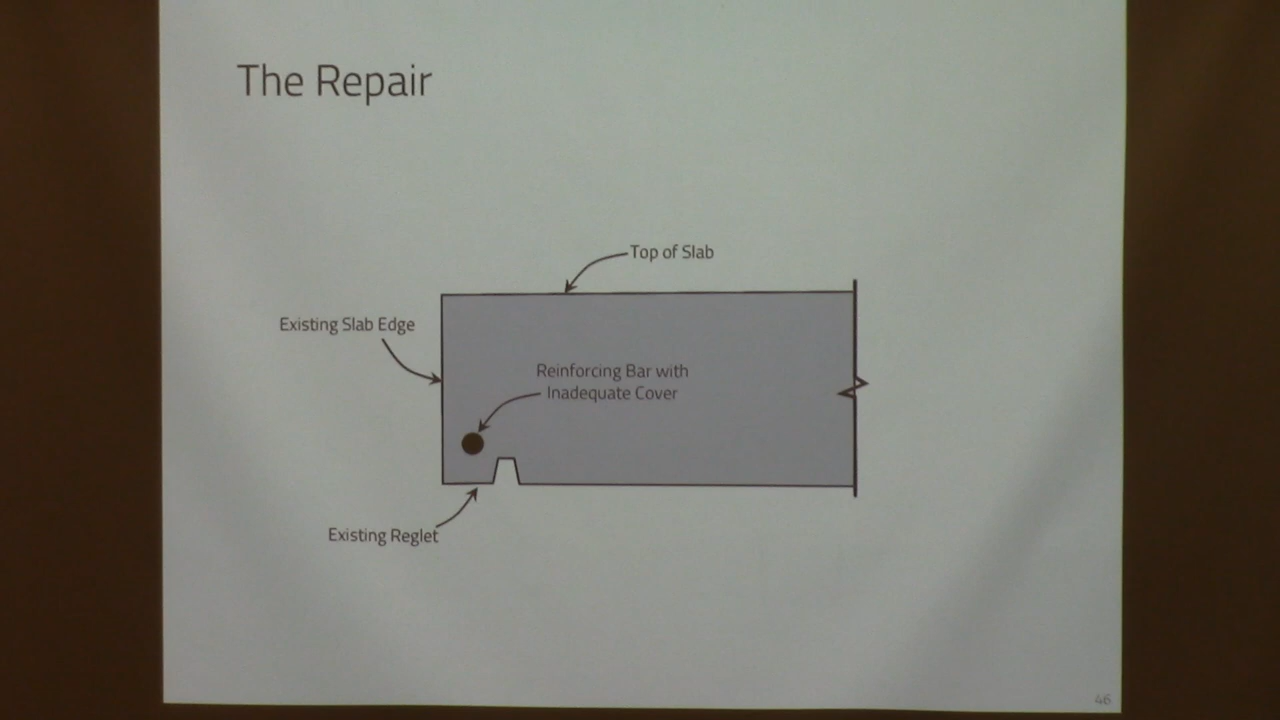 The Repair
Top of Slab
Existing Slab Edge
Reinforcing Bar with
Inadequate Cover
Existing Reglet
46